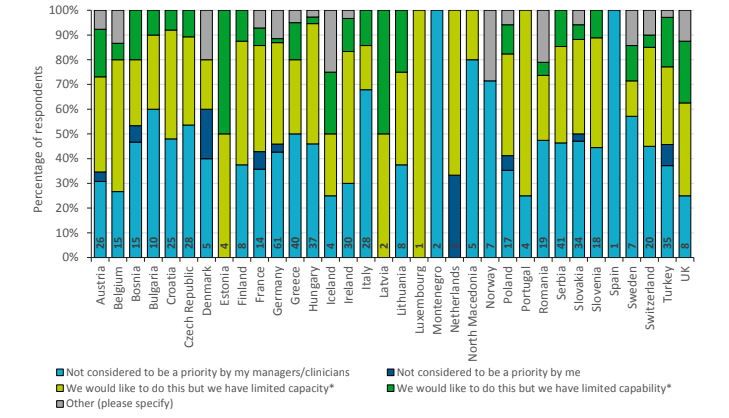 100%
90%
80%
70%
60%
50%
40%
30%
20%
10%
0%
Percentage of respondents
26 15 15 10 25 28 5 4 8 14 61 40 37 4 30 28 2 8 1 2 5 7 17 4 19 41 34 18 1 7 20 35 8
Austria Belgium Bosnia Bulgaria Croatia Czech Republic Denmark Estonia Finland France Germany Greece Hungary Iceland Ireland Italy Latvia Lithuania Luxembourg Montenegro Netherlands North Macedonia Norway Poland Portugal Romania Serbia Slovakia Slovenia Spain Sweden Switzerland Turkey UK
Not considered to be a priority by my managers/clinicians Not considered to be a priority by me
We would like to do this but we have limited capacity* We would like to do this but we have limited capability*
Other (please specify)